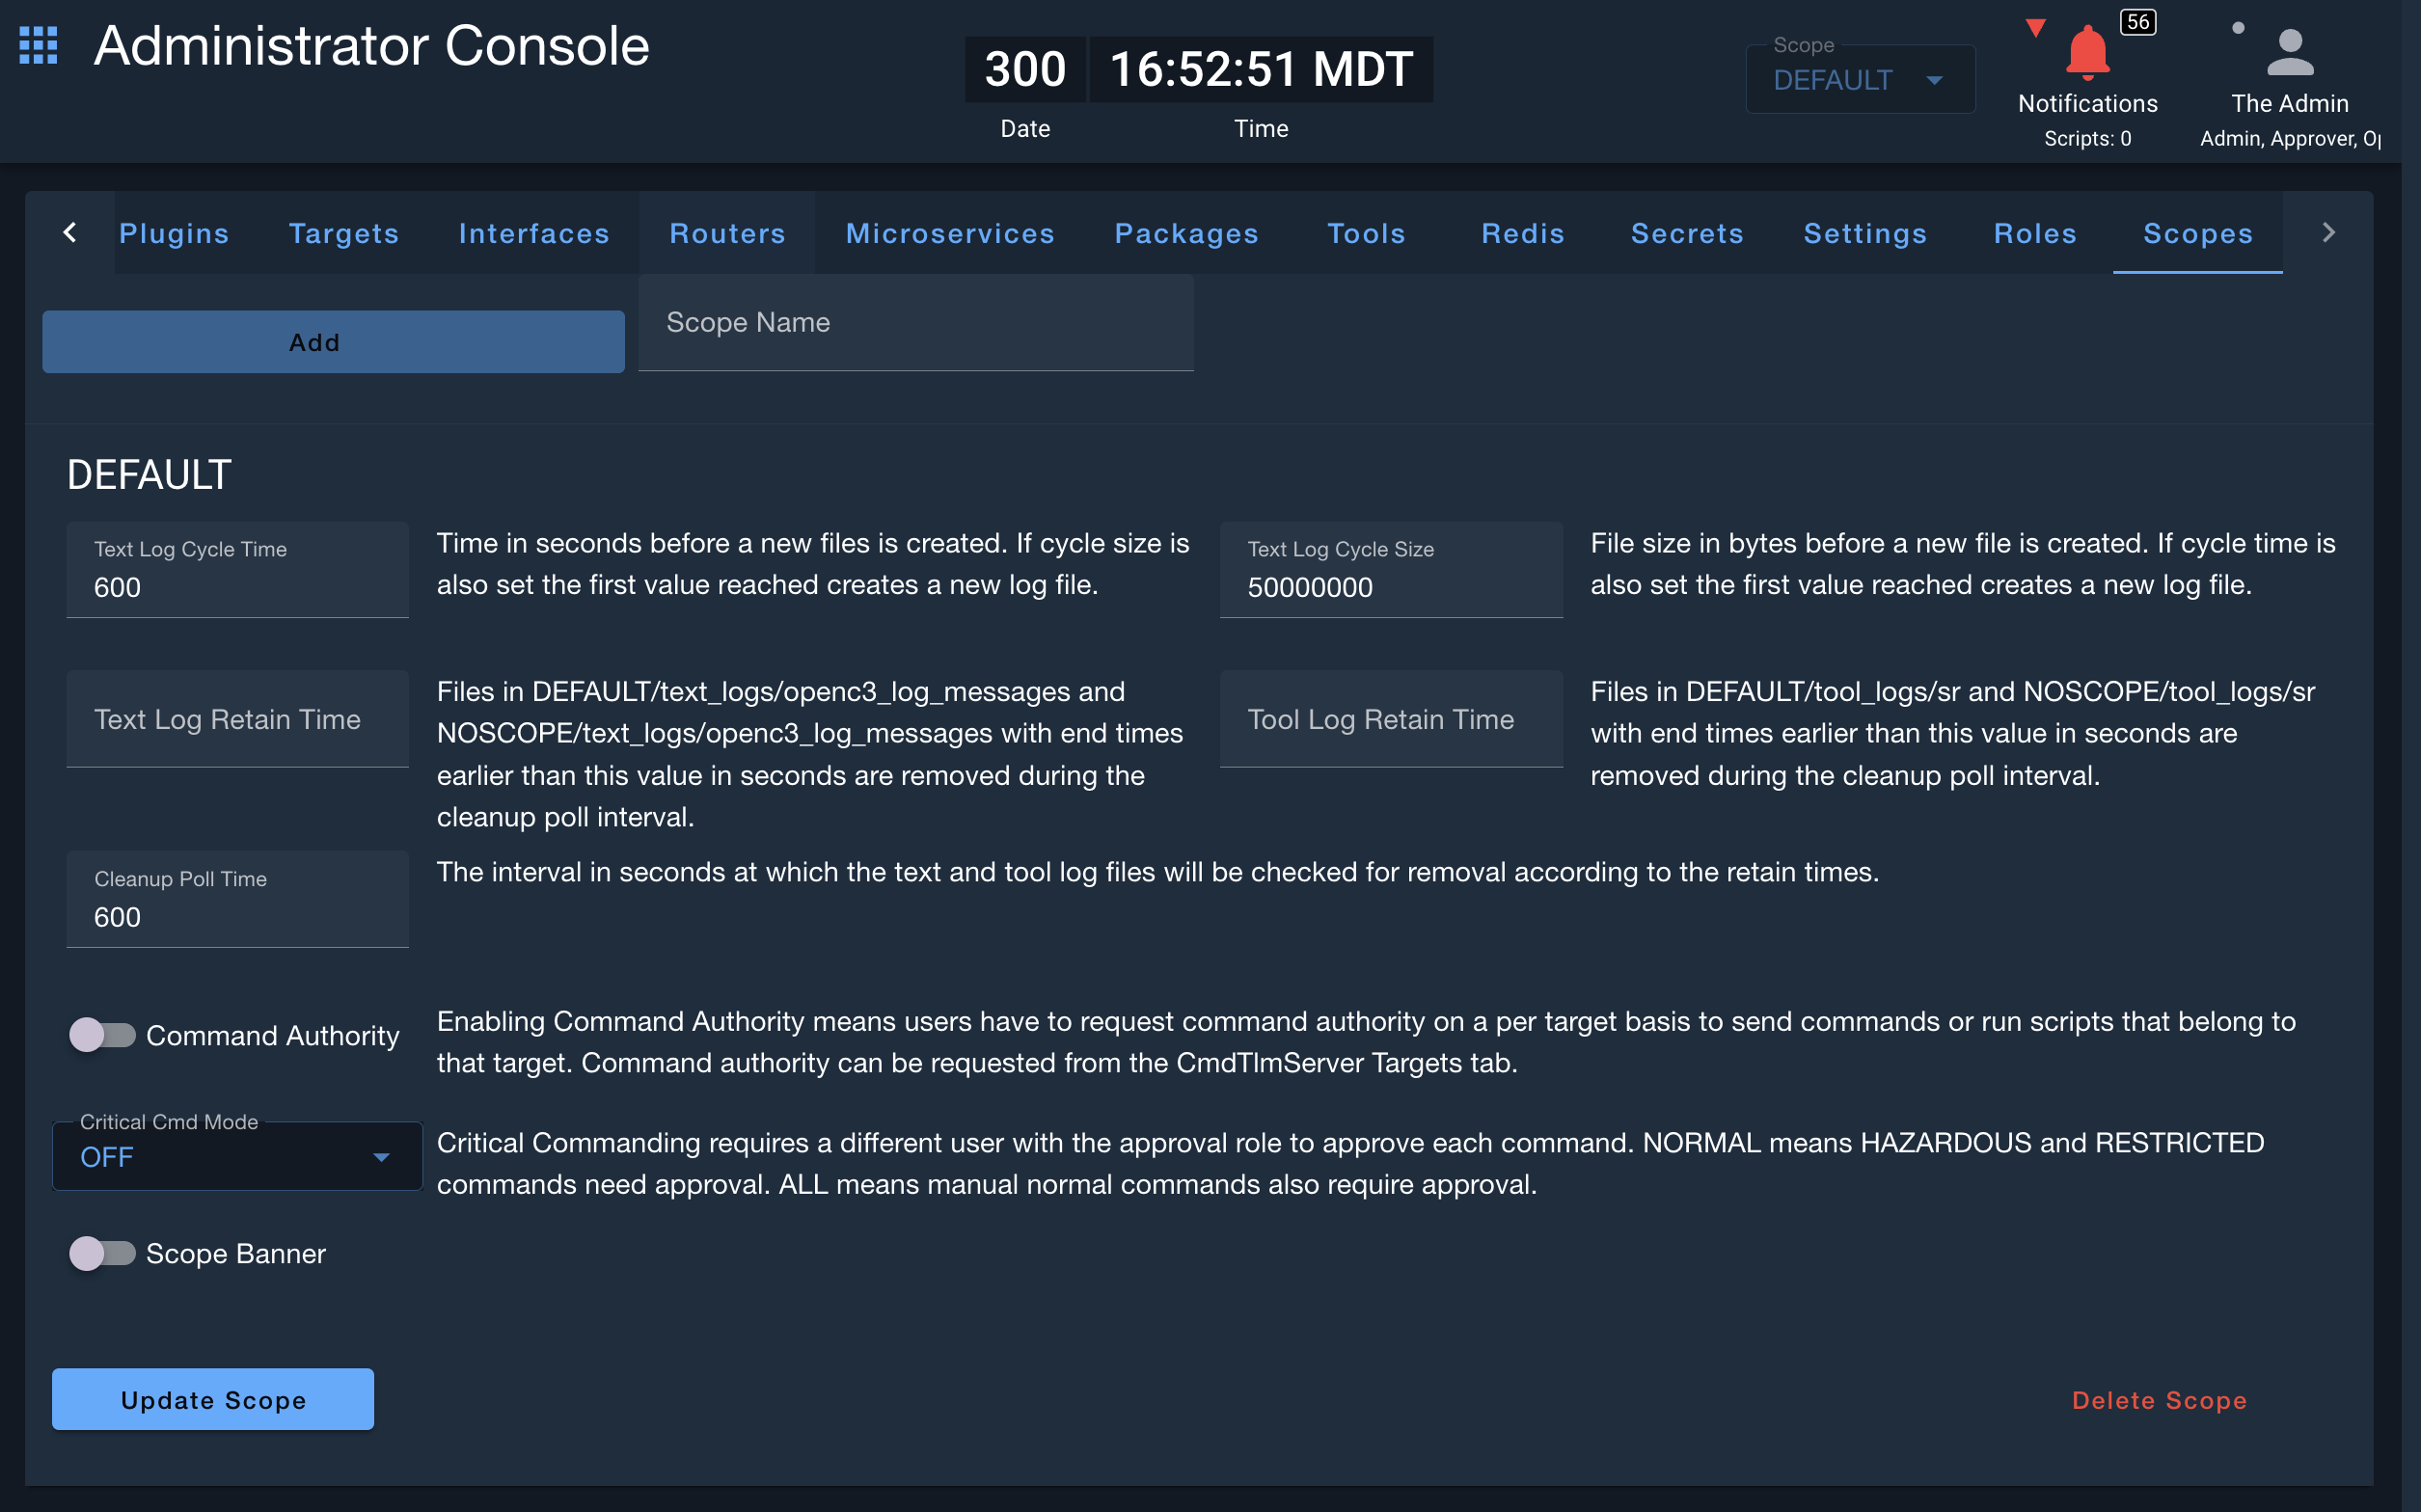 Administrator Console
300
16:52:51 MDT
Date
Time
Scope
DEFAULT
56
Notifications
Scripts: 0
The Admin
Admin, Approver, Op
Plugins
Targets
Interfaces
Routers
Microservices
Packages
Tools
Redis
Secrets
Settings
Roles
Scopes
Add
Scope Name
DEFAULT
Text Log Cycle Time
600
Time in seconds before a new files is created. If cycle size is
also set the first value reached creates a new log file.
Text Log Cycle Size
50000000
File size in bytes before a new file is created. If cycle time is
also set the first value reached creates a new log file.
Text Log Retain Time
Files in DEFAULT/text_logs/openc3_log_messages and
NOSCOPE/text_logs/openc3_log_messages with end times
earlier than this value in seconds are removed during the
cleanup poll interval.
Tool Log Retain Time
Files in DEFAULT/tool_logs/sr and NOSCOPE/tool_logs/sr
with end times earlier than this value in seconds are
removed during the cleanup poll interval.
Cleanup Poll Time
600
The interval in seconds at which the text and tool log files will be checked for removal according to the retain times.
Command Authority
Enabling Command Authority means users have to request command authority on a per target basis to send commands or run scripts that belong to
that target. Command authority can be requested from the CmdTlmServer Targets tab.
Critical Cmd Mode
OFF
Critical Commanding requires a different user with the approval role to approve each command. NORMAL means HAZARDOUS and RESTRICTED
commands need approval. ALL means manual normal commands also require approval.
Scope Banner
Update Scope
Delete Scope